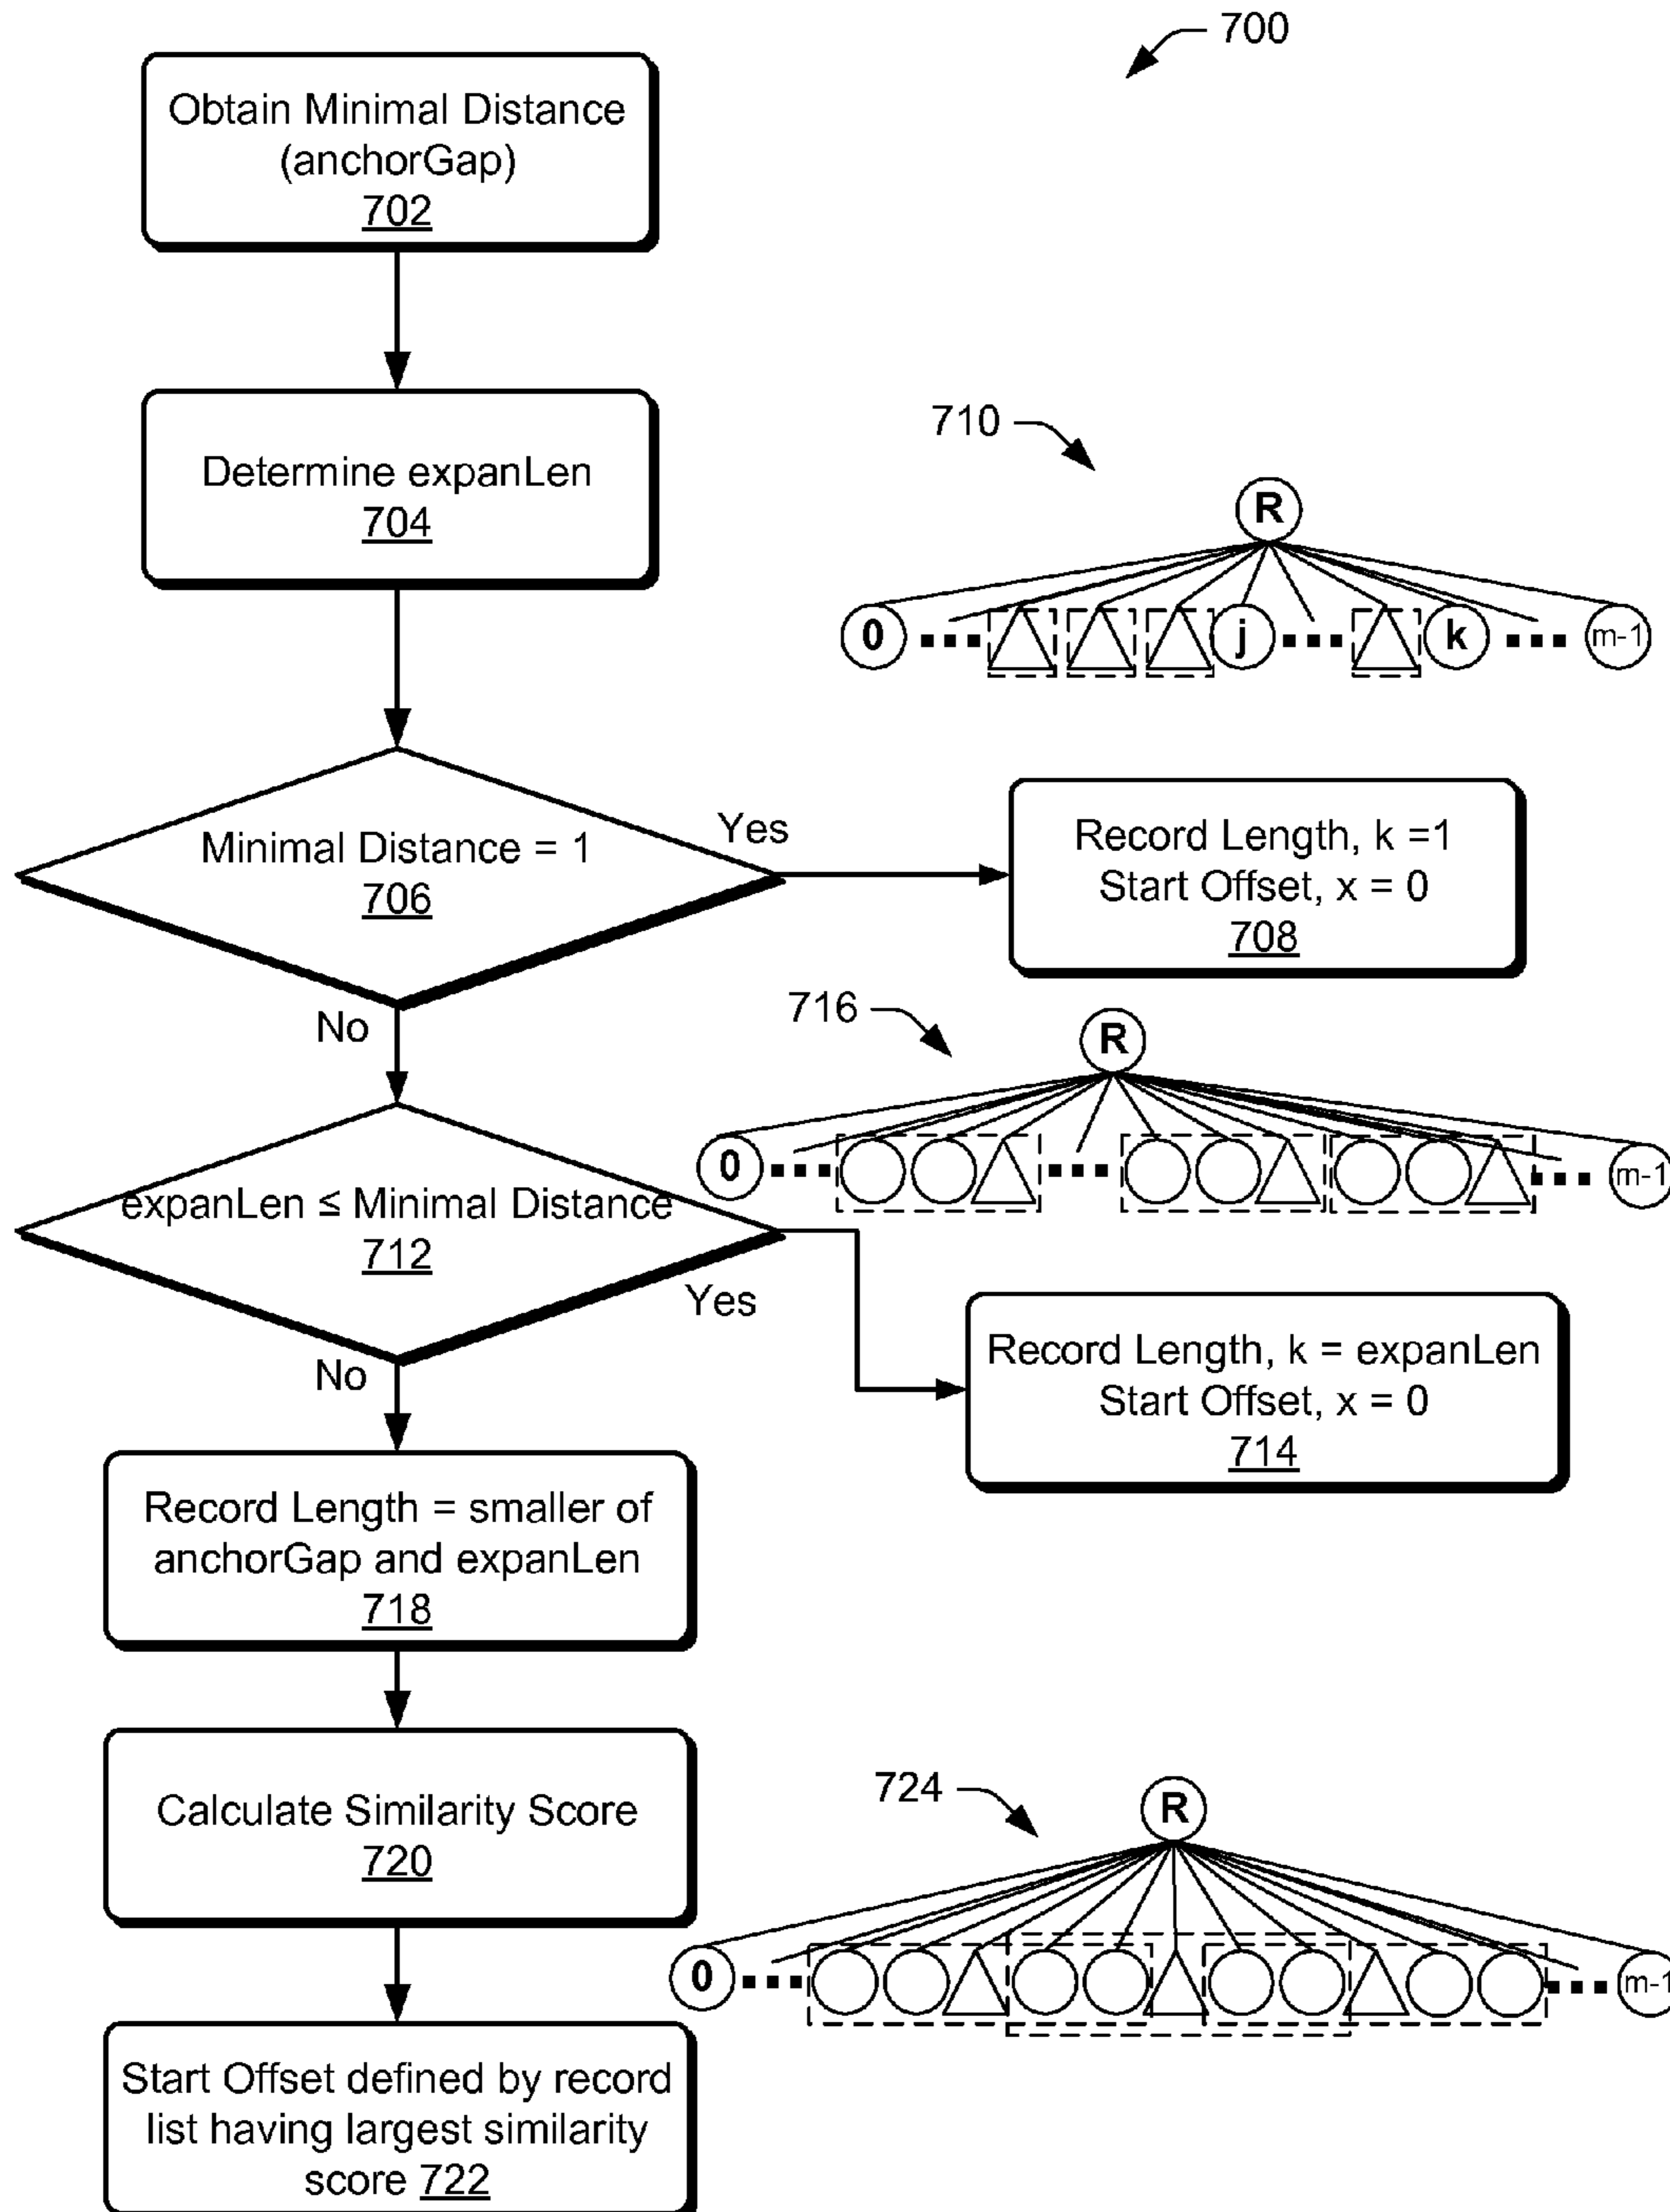 700
Obtain Minimal Distance
(anchorGap)
702
Determine expanLen
704
710
R
0 ... j ... k ... m-1
Minimal Distance = 1
706
Yes
No
Record Length, k =1
Start Offset, x = 0
708
716
R
0 ... ... ... m-1
expanLen ≤ Minimal Distance
712
Yes
No
Record Length, k = expanLen
Start Offset, x = 0
714
Record Length = smaller of
anchorGap and expanLen
718
Calculate Similarity Score
720
724
R
0 ... ... m-1
Start Offset defined by record
list having largest similarity
score 722